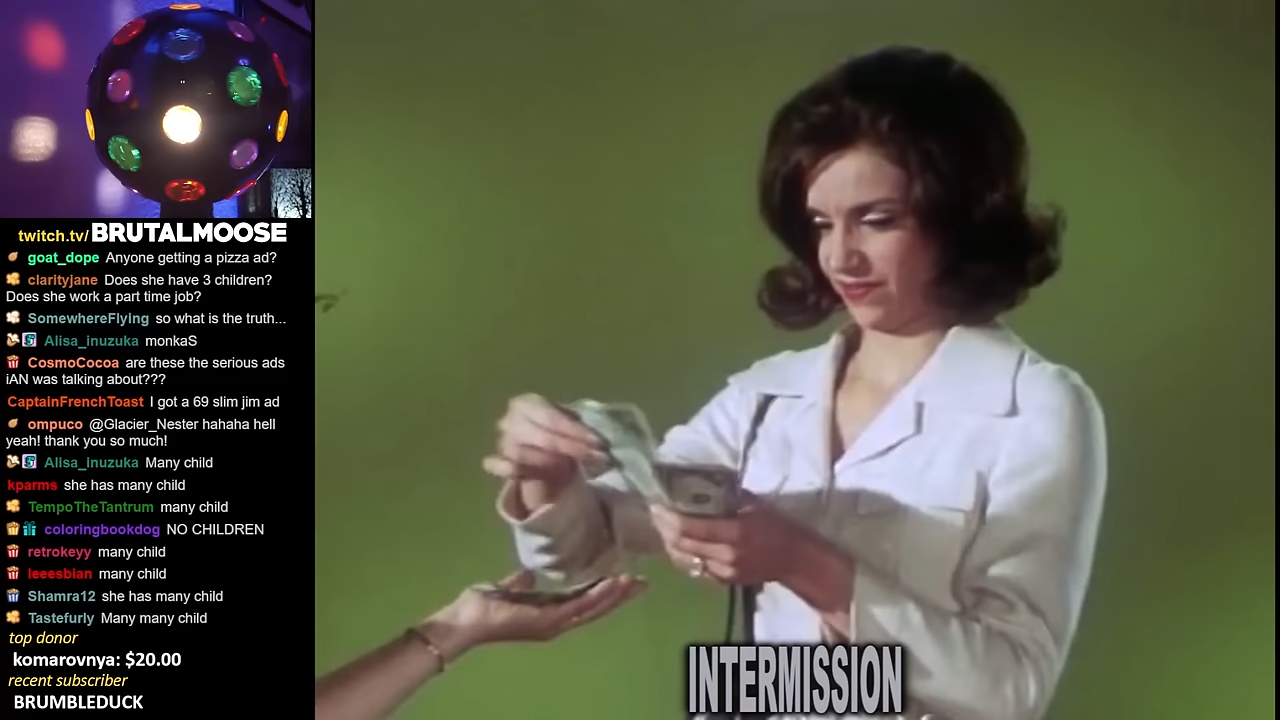 twitch.tv/BRUTALMOOSE
goat_dope Anyone getting a pizza ad?
clarityjane Does she have 3 children?
Does she work a part time job?
SomewhereFlying so what is the truth...
Alisa_inuzuka monkaS
CosmoCocoa are these the serious ads
iAN was talking about???
CaptainFrenchToast I got a 69 slim jim ad
ompuco @Glacier_Nester hahaha hell
yeah! thank you so much!
Alisa_inuzuka Many child
kparms she has many child
TempoTheTantrum many child
coloringbookdog NO CHILDREN
retrokeyy many child
leeesbian many child
Shamra12 she has many child
Tastefurly Many many child
top donor
komarovnya: $20.00
recent subscriber
BRUMBLEDUCK
INTERMISSION